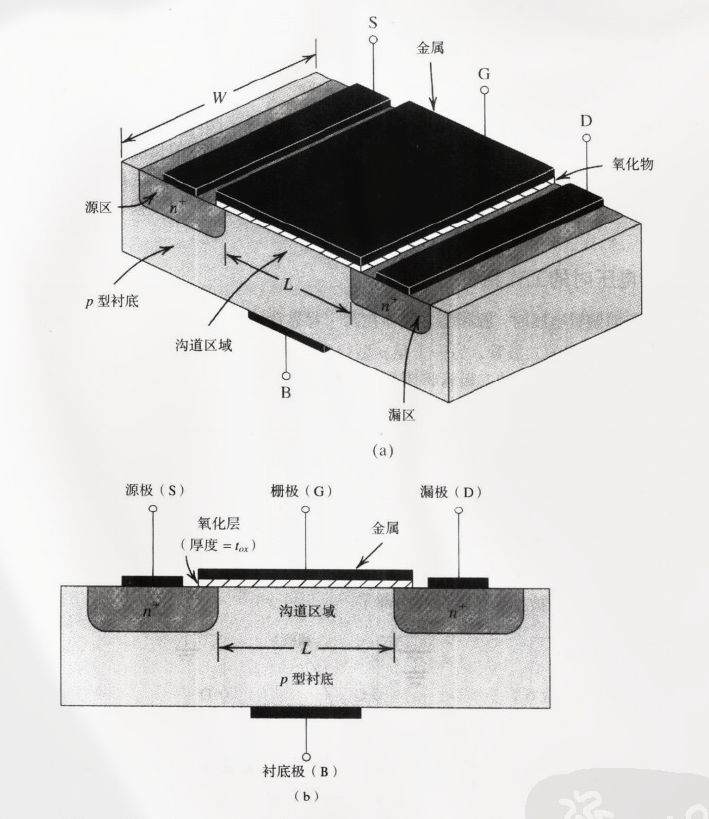 S
金属
G
W
D
氧化物
源区
n⁺
L
n⁺
p 型衬底
沟道区域
B
漏区
(a)
源极（S）
栅极（G）
漏极（D）
氧化层
（厚度 = tox）
金属
n⁺
沟道区域
n⁺
L
p 型衬底
衬底极（B）
（b）